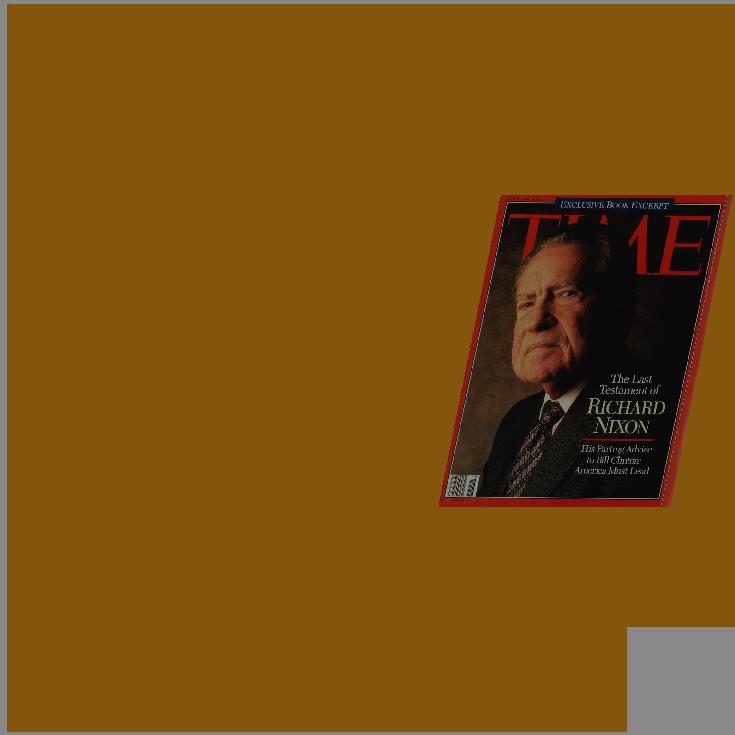 EXCLUSIVE BOOK EXCERPT
TIME
The Last
Testament of
RICHARD
NIXON
His Parting Advice
to Bill Clinton:
America Must Lead